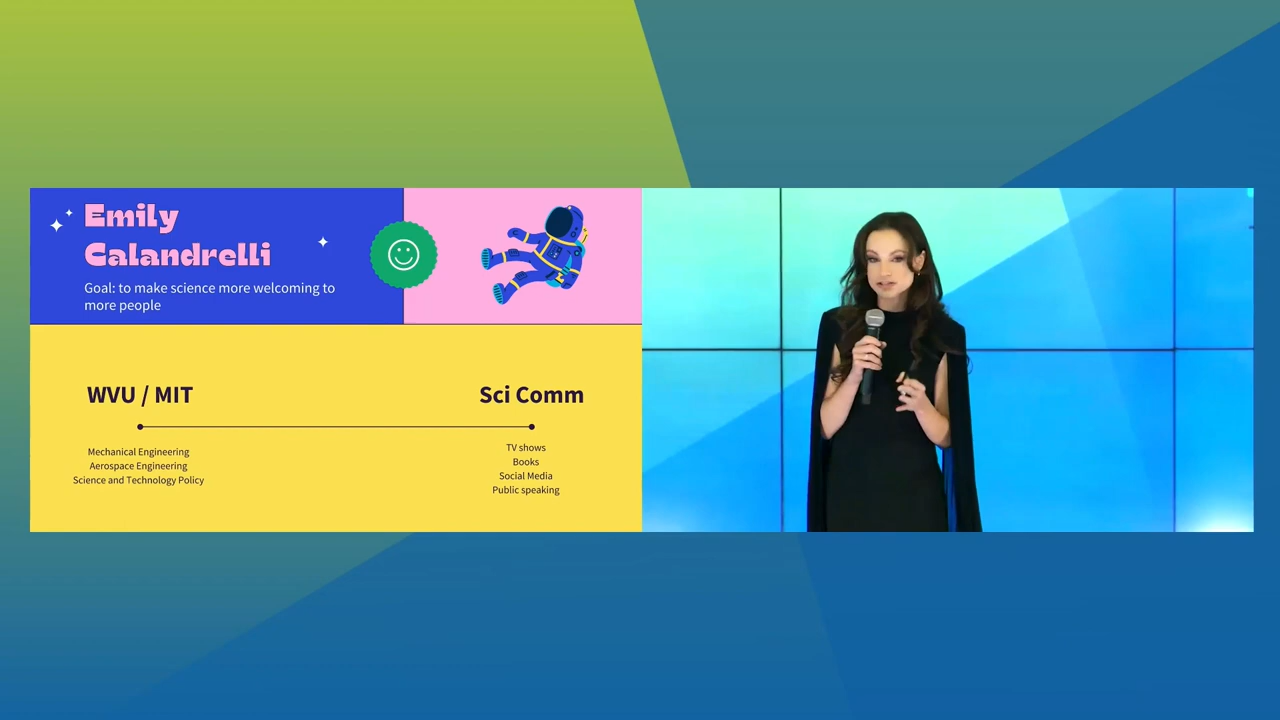 Emily
Calandrelli
Goal: to make science more welcoming to
more people
WVU / MIT
Mechanical Engineering
Aerospace Engineering
Science and Technology Policy
Sci Comm
TV shows
Books
Social Media
Public speaking